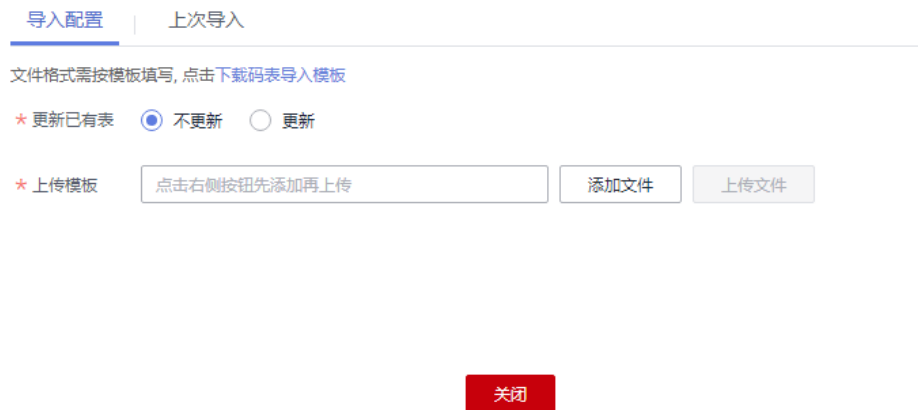 导入配置 上次导入
文件格式需按模板填写, 点击下载码表导入模板
* 更新已有表 不更新 更新
* 上传模板 点击右侧按钮先添加再上传 添加文件 上传文件
关闭